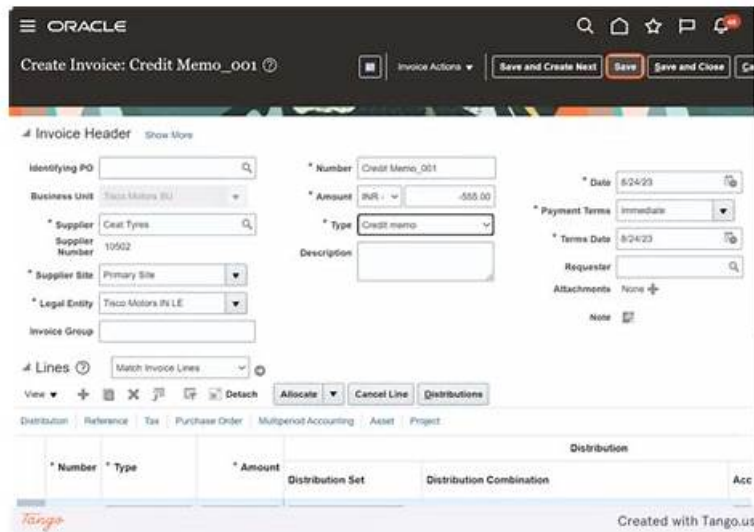 ORACLE
48
Create Invoice: Credit Memo_001
Invoice Actions
Save and Create Next
Save
Save and Close
Ca
Invoice Header Show More
Identifying PO
Business Unit Tisco Motors BU
* Supplier Ceat Tyres
Supplier Number 10502
* Supplier Site Primary Site
* Legal Entity Tisco Motors IN LE
Invoice Group
* Number Credit Memo_001
* Amount INR - -555.00
* Type Credit memo
Description
* Date 8/24/23
* Payment Terms Immediate
* Terms Date 8/24/23
Requester
Attachments None
Note
Lines Match Invoice Lines
View Detach Allocate Cancel Line Distributions
Distribution Reference Tax Purchase Order Multiperiod Accounting Asset Project
Distribution
* Number * Type * Amount Distribution Set Distribution Combination Acc
Tango Created with Tango.us